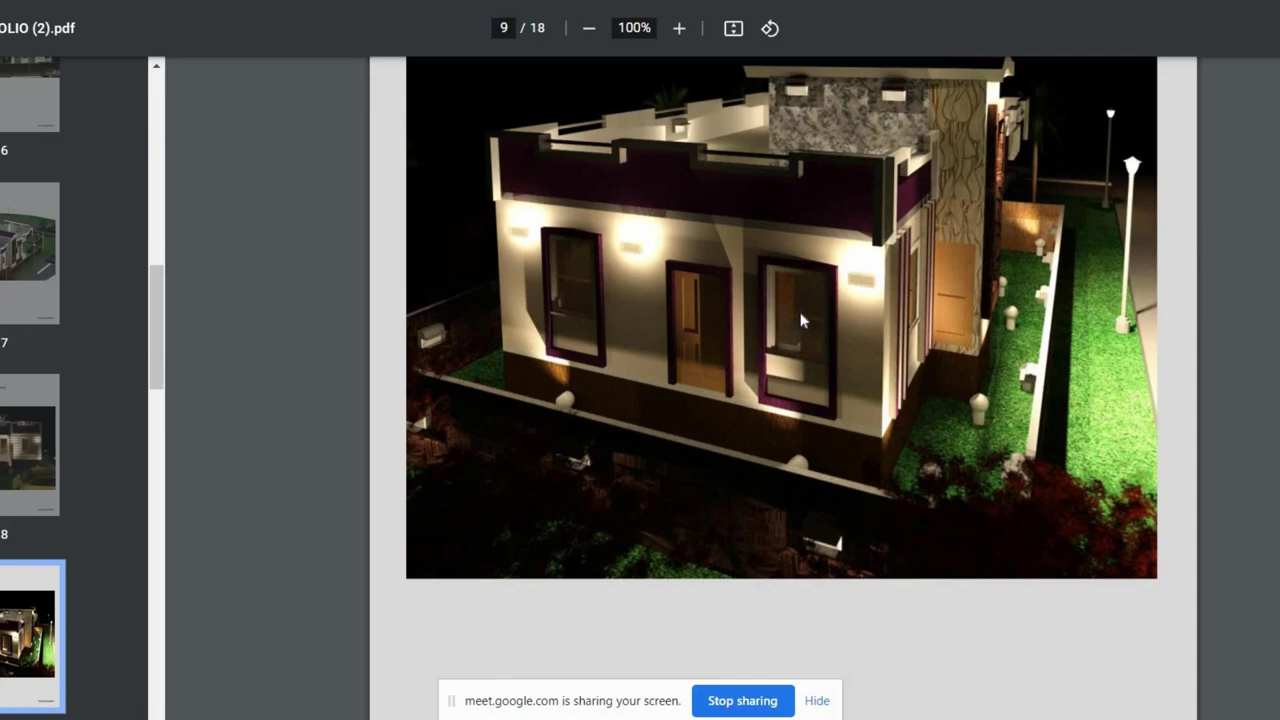 OLIO (2).pdf
9 / 18
100%
6
7
8
meet.google.com is sharing your screen.
Stop sharing
Hide